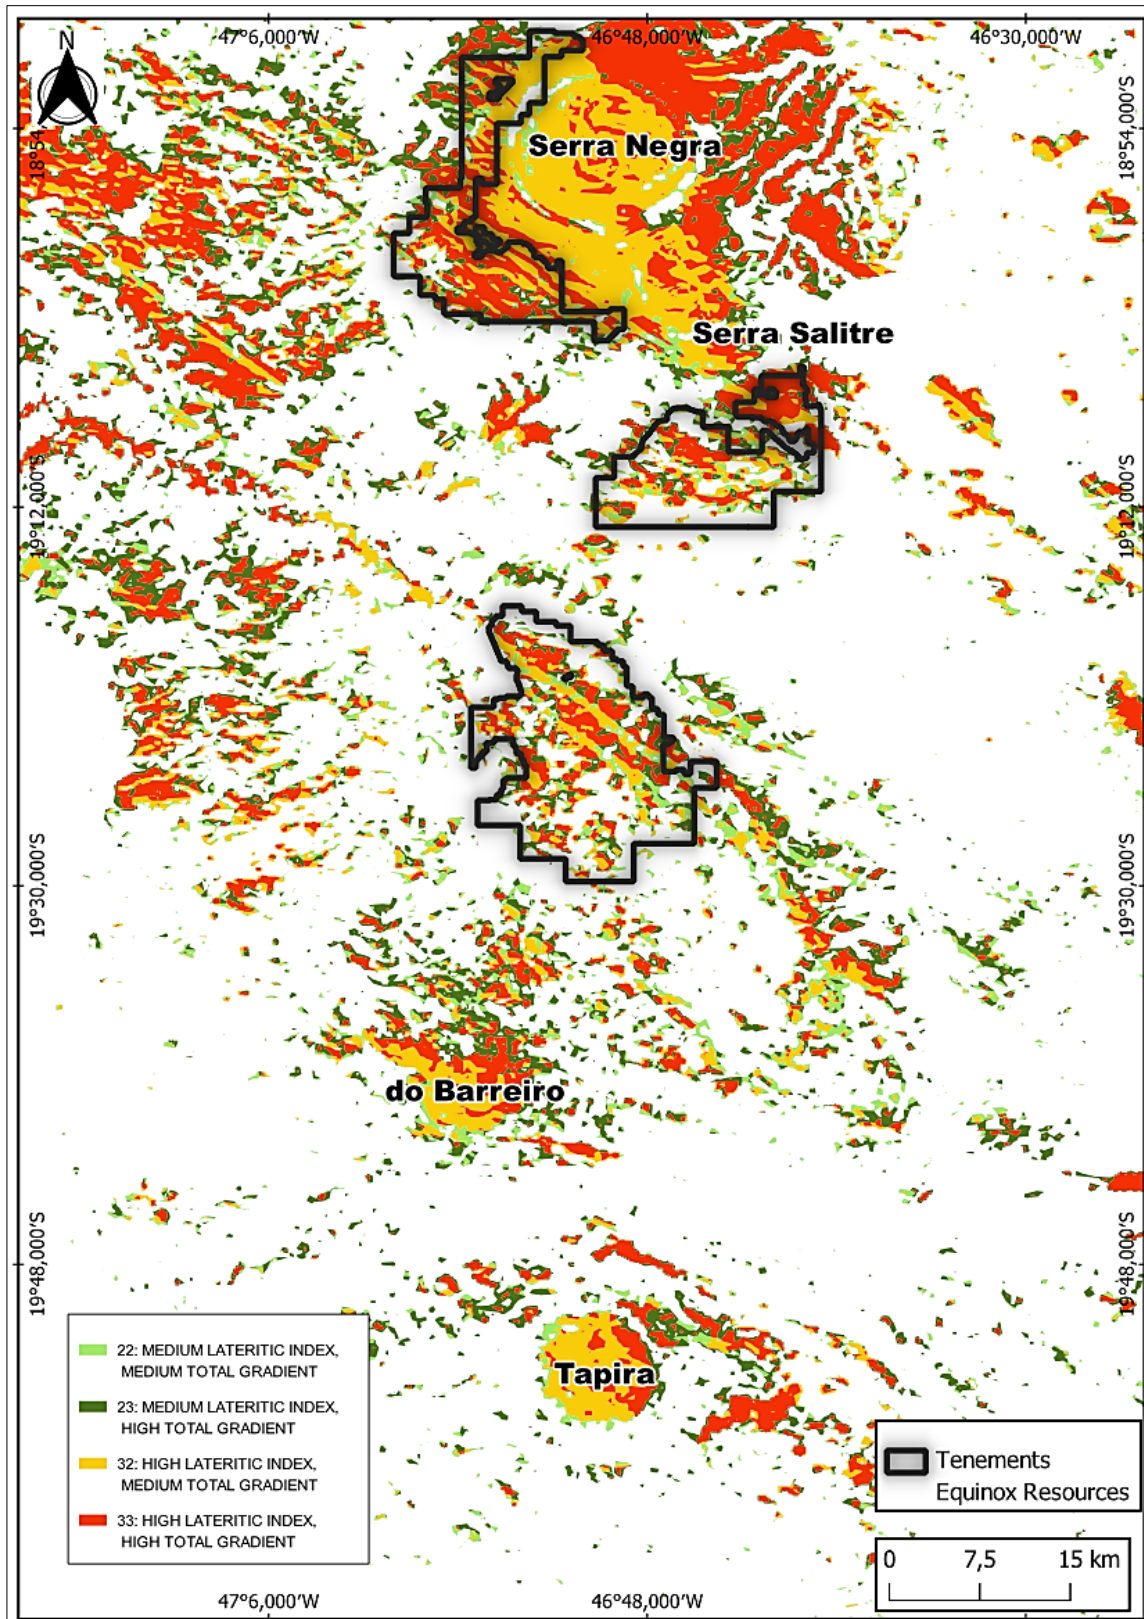 N
47°6,000'W
46°48,000'W
46°30,000'W
18°54,
18°54,000'S
Serra Negra
Serra Salitre
19°12,000'S
19°12,000'S
19°30,000'S
19°30,000'S
do Barreiro
19°48,000'S
19°48,000'S
Tapira
22: MEDIUM LATERITIC INDEX,
MEDIUM TOTAL GRADIENT
23: MEDIUM LATERITIC INDEX,
HIGH TOTAL GRADIENT
32: HIGH LATERITIC INDEX,
MEDIUM TOTAL GRADIENT
33: HIGH LATERITIC INDEX,
HIGH TOTAL GRADIENT
Tenements
Equinox Resources
0 7,5 15 km
47°6,000'W
46°48,000'W